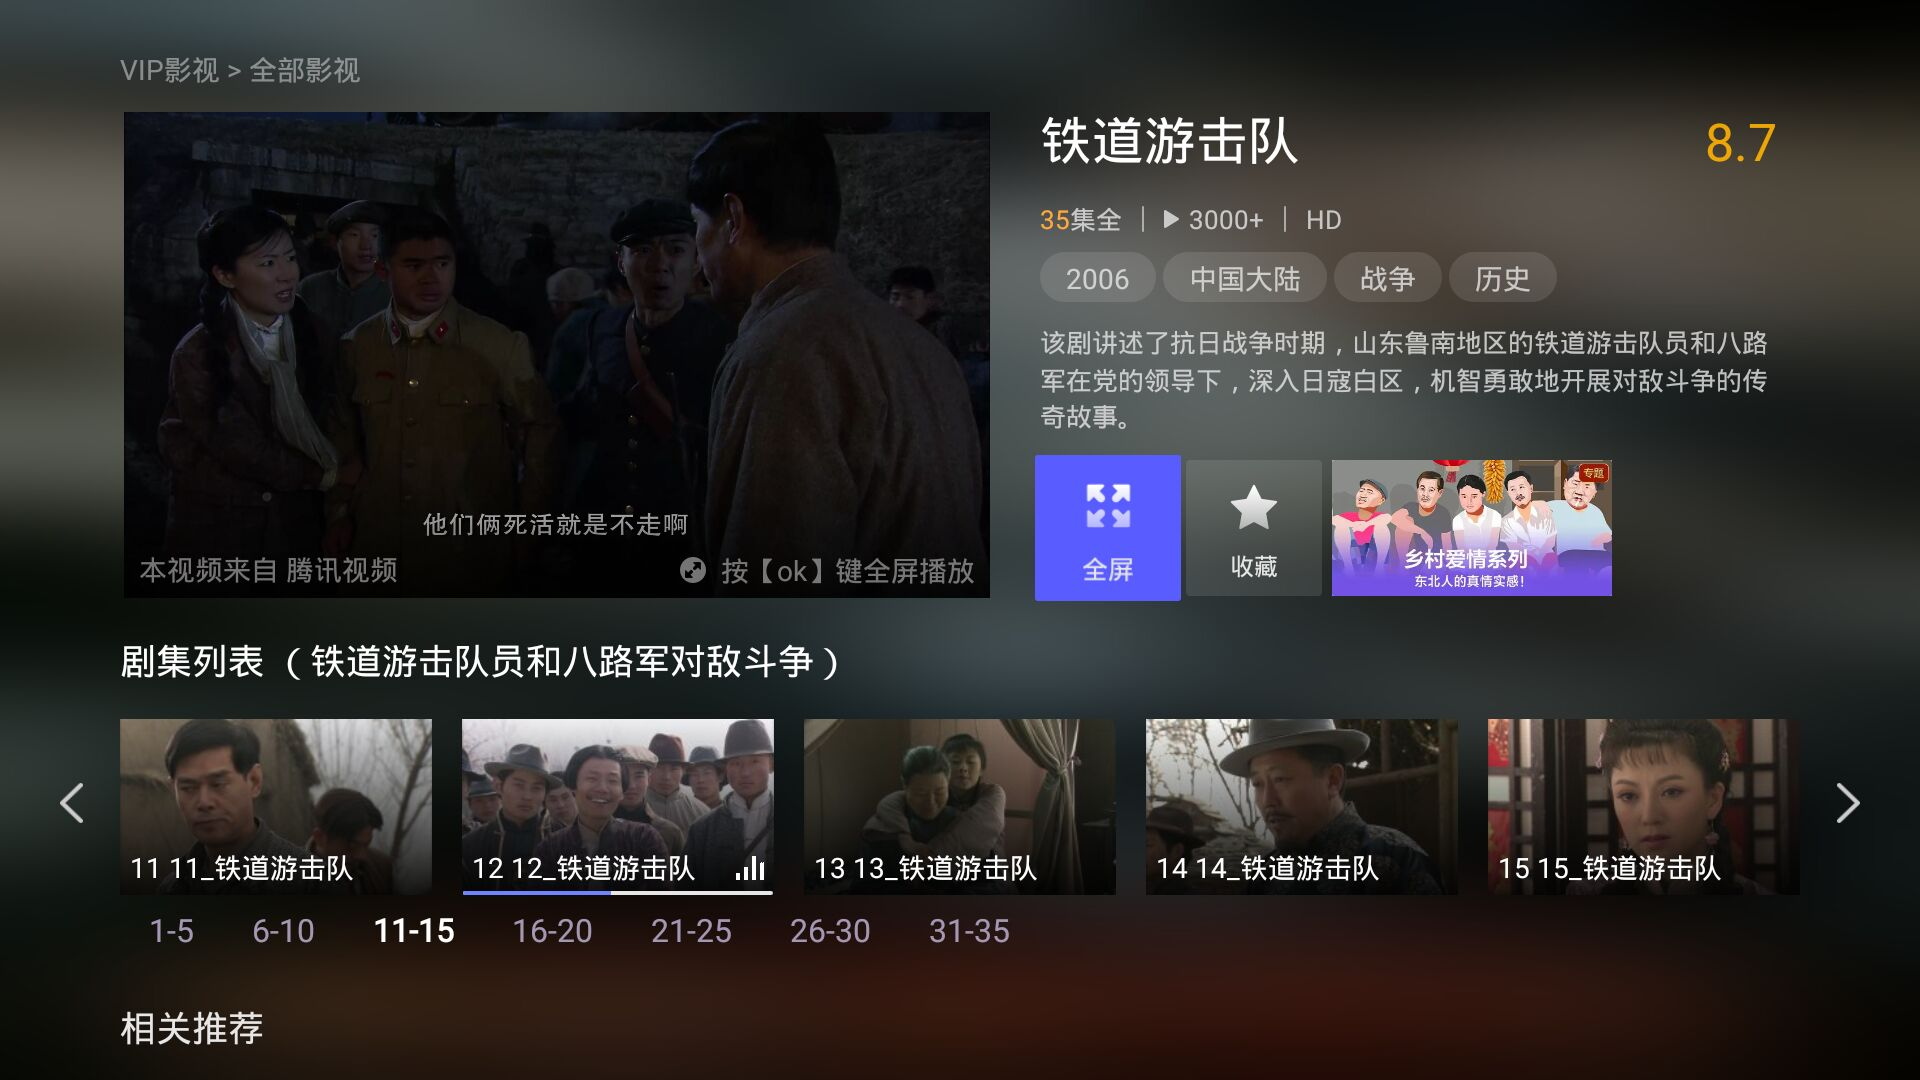 VIP影视 > 全部影视
铁道游击队
8.7
35集全 | 3000+ | HD
2006 中国大陆 战争 历史
该剧讲述了抗日战争时期，山东鲁南地区的铁道游击队员和八路
军在党的领导下，深入日寇白区，机智勇敢地开展对敌斗争的传
奇故事。
他们俩死活就是不走啊
本视频来自 腾讯视频
按【ok】键全屏播放
全屏
收藏
专题
乡村爱情系列
东北人的真情实感!
剧集列表 （铁道游击队员和八路军对敌斗争）
11 11_铁道游击队
12 12_铁道游击队
13 13_铁道游击队
14 14_铁道游击队
15 15_铁道游击队
1-5 6-10 11-15 16-20 21-25 26-30 31-35
相关推荐